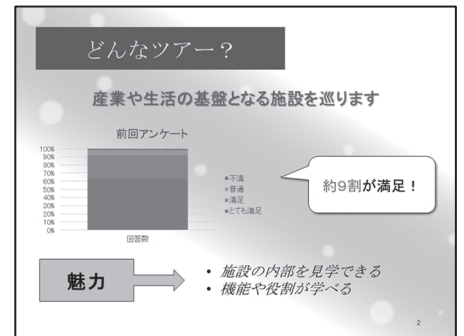 どんなツアー？
産業や生活の基盤となる施設を巡ります
前回アンケート
100%
90%
80%
70%
60%
50%
40%
30%
20%
10%
0%
回答数
■不満
■普通
■満足
■とても満足
約9割が満足！
魅力
• 施設の内部を見学できる
• 機能や役割が学べる
2